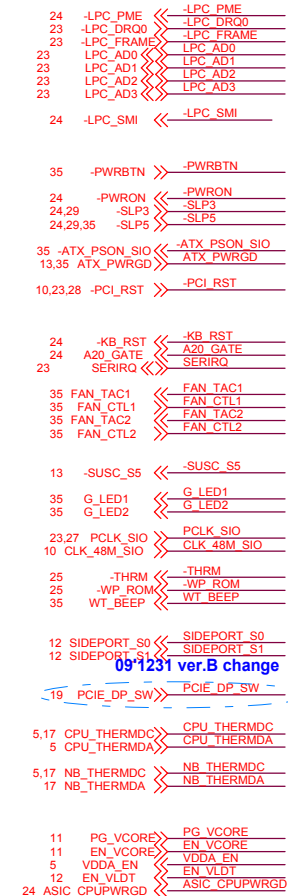 24 -LPC_PME -LPC_PME
23 -LPC_DRQ0 -LPC_DRQ0
23 -LPC_FRAME -LPC_FRAME
23 LPC_AD0 LPC_AD0
23 LPC_AD1 LPC_AD1
23 LPC_AD2 LPC_AD2
23 LPC_AD3 LPC_AD3
24 -LPC_SMI -LPC_SMI
35 -PWRBTN -PWRBTN
24 -PWRON -PWRON
24,29 -SLP3 -SLP3
24,29,35 -SLP5 -SLP5
35 -ATX_PSON_SIO -ATX_PSON_SIO
13,35 ATX_PWRGD ATX_PWRGD
10,23,28 -PCI_RST -PCI_RST
24 -KB_RST -KB_RST
24 A20_GATE A20_GATE
23 SERIRQ SERIRQ
35 FAN_TAC1 FAN_TAC1
35 FAN_CTL1 FAN_CTL1
35 FAN_TAC2 FAN_TAC2
35 FAN_CTL2 FAN_CTL2
13 -SUSC_S5 -SUSC_S5
35 G_LED1 G_LED1
35 G_LED2 G_LED2
23,27 PCLK_SIO PCLK_SIO
10 CLK_48M_SIO CLK_48M_SIO
25 -THRM -THRM
25 -WP_ROM -WP_ROM
35 WT_BEEP WT_BEEP
12 SIDEPORT_S0 SIDEPORT_S0
12 SIDEPORT_S1 SIDEPORT_S1
09'1231 ver.B change
19 PCIE_DP_SW PCIE_DP_SW
5,17 CPU_THERMDC CPU_THERMDC
5 CPU_THERMDA CPU_THERMDA
5,17 NB_THERMDC NB_THERMDC
17 NB_THERMDA NB_THERMDA
11 PG_VCORE PG_VCORE
11 EN_VCORE EN_VCORE
5 VDDA_EN VDDA_EN
12 EN_VLDT EN_VLDT
24 ASIC_CPUPWRGD ASIC_CPUPWRGD